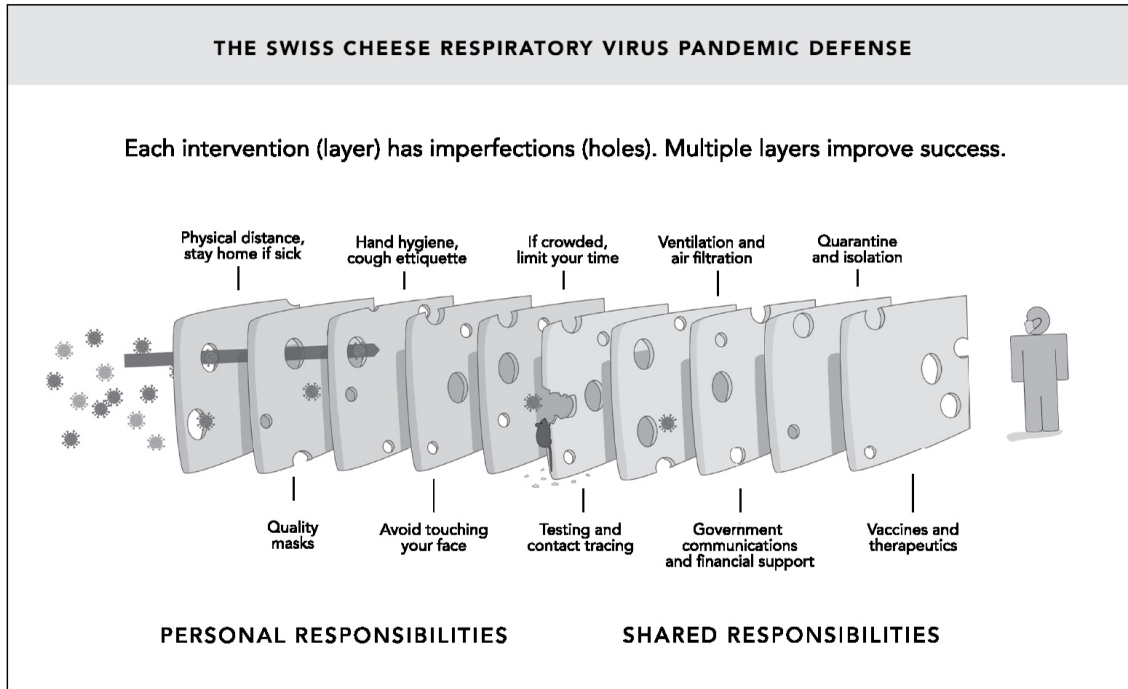 THE SWISS CHEESE RESPIRATORY VIRUS PANDEMIC DEFENSE
Each intervention (layer) has imperfections (holes). Multiple layers improve success.
Physical distance,
stay home if sick
Hand hygiene,
cough ettiquette
If crowded,
limit your time
Ventilation and
air filtration
Quarantine
and isolation
Quality
masks
Avoid touching
your face
Testing and
contact tracing
Government
communications
and financial support
Vaccines and
therapeutics
PERSONAL RESPONSIBILITIES
SHARED RESPONSIBILITIES